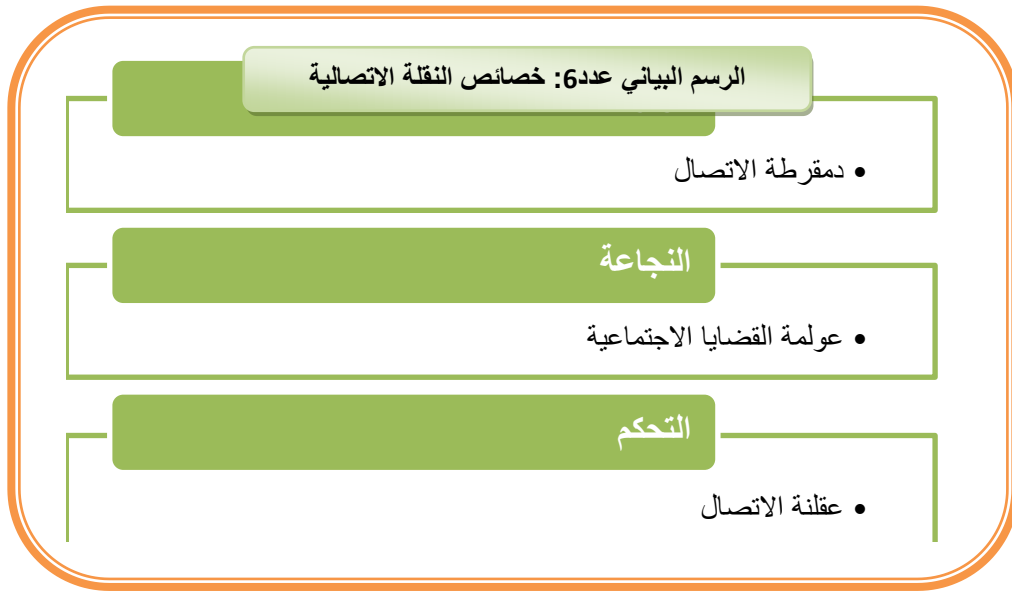 الرسم البياني عدد6: خصائص النقلة الاتصالية
• دمقرطة الاتصال
النجاعة
• عولمة القضايا الاجتماعية
التحكم
• عقلنة الاتصال